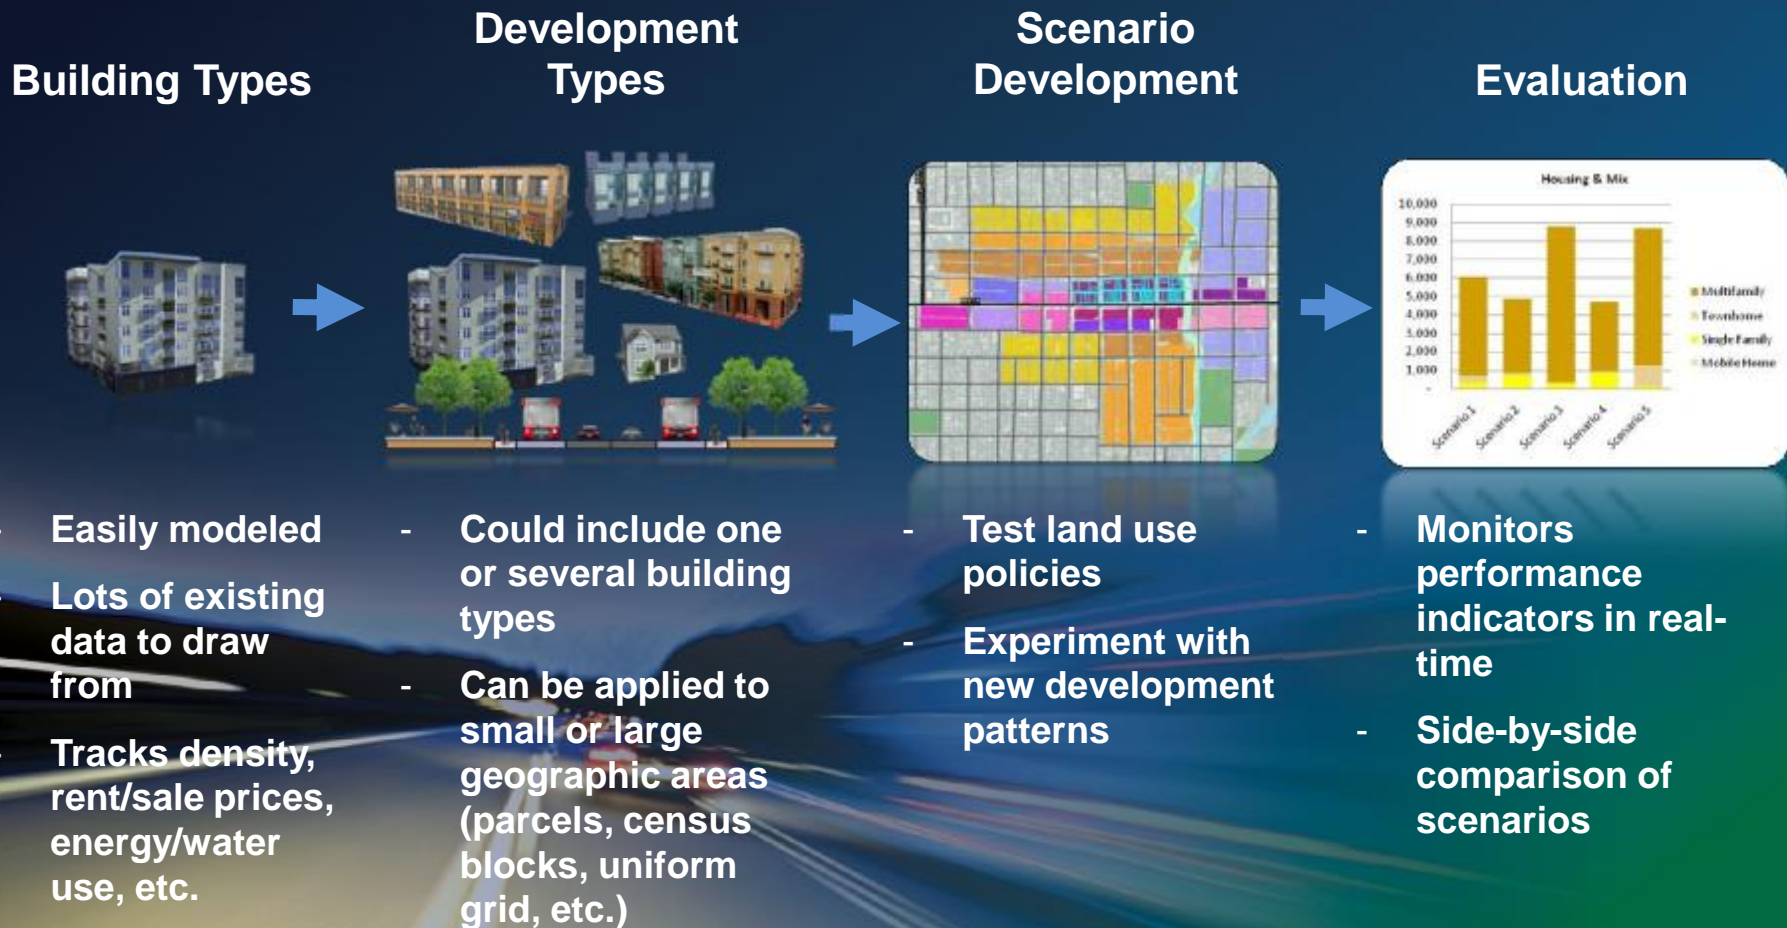 Building Types
Development
Types
Scenario
Development
Evaluation
Housing & Mix
10,000
9,000
8,000
7,000
6,000
5,000
4,000
3,000
2,000
1,000
-
Multifamily
Townhome
Single Family
Mobile Home
Scenario 1
Scenario 2
Scenario 3
Scenario 4
Scenario 5
- Easily modeled
- Lots of existing
data to draw
from
- Tracks density,
rent/sale prices,
energy/water
use, etc.
- Could include one
or several building
types
- Can be applied to
small or large
geographic areas
(parcels, census
blocks, uniform
grid, etc.)
- Test land use
policies
- Experiment with
new development
patterns
- Monitors
performance
indicators in real-
time
- Side-by-side
comparison of
scenarios